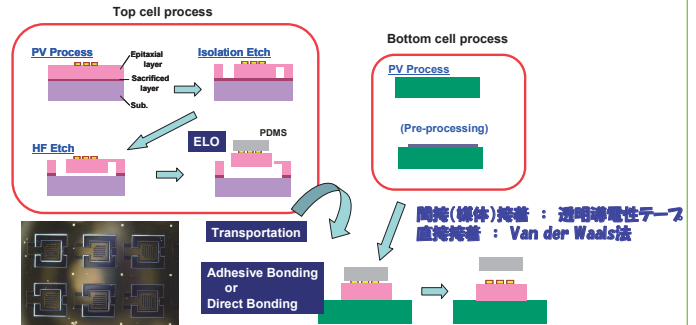 Top cell process
PV Process
Epitaxial
layer
Sacrificed
layer
Sub.
Isolation Etch
HF Etch
ELO
PDMS
Bottom cell process
PV Process
(Pre-processing)
間接(媒体)接着 : 透明導電性テープ
直接接着 : Van der Waals法
Transportation
Adhesive Bonding
or
Direct Bonding